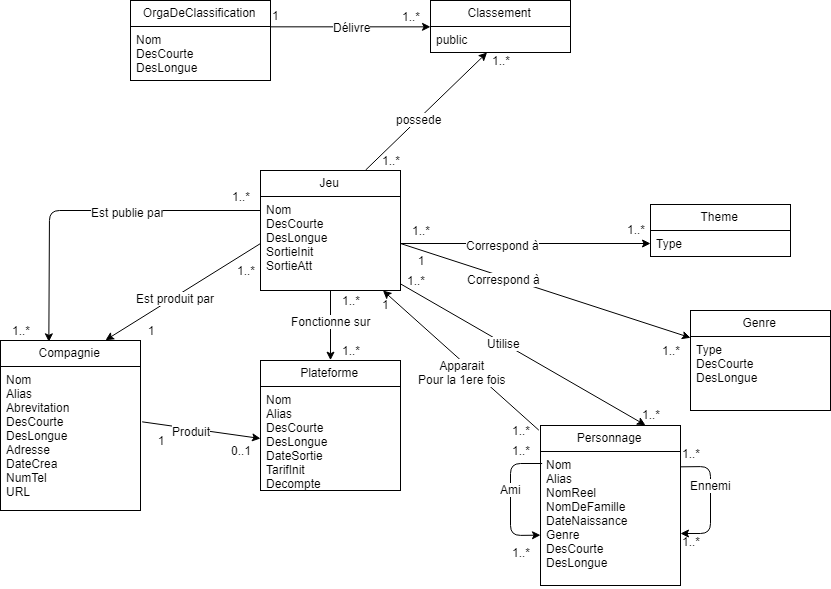 OrgaDeClassification
Nom
DesCourte
DesLongue
1
Délivre
1..*
Classement
public
1..*
possede
1..*
Jeu
Nom
DesCourte
DesLongue
SortieInit
SortieAtt
1..*
Est publie par
1..*
1..*
Est produit par
1
1..*
Correspond à
1..*
Theme
Type
1
Correspond à
1..*
Genre
Type
DesCourte
DesLongue
1..*
Utilise
1..*
1
Apparait
Pour la 1ere fois
1..*
1..*
Fonctionne sur
1..*
Compagnie
Nom
Alias
Abrevitation
DesCourte
DesLongue
Adresse
DateCrea
NumTel
URL
1
Produit
0..1
Plateforme
Nom
Alias
DesCourte
DesLongue
DateSortie
TarifInit
Decompte
Personnage
Nom
Alias
NomReel
NomDeFamille
DateNaissance
Genre
DesCourte
DesLongue
1..*
Ami
1..*
1..*
Ennemi
1..*